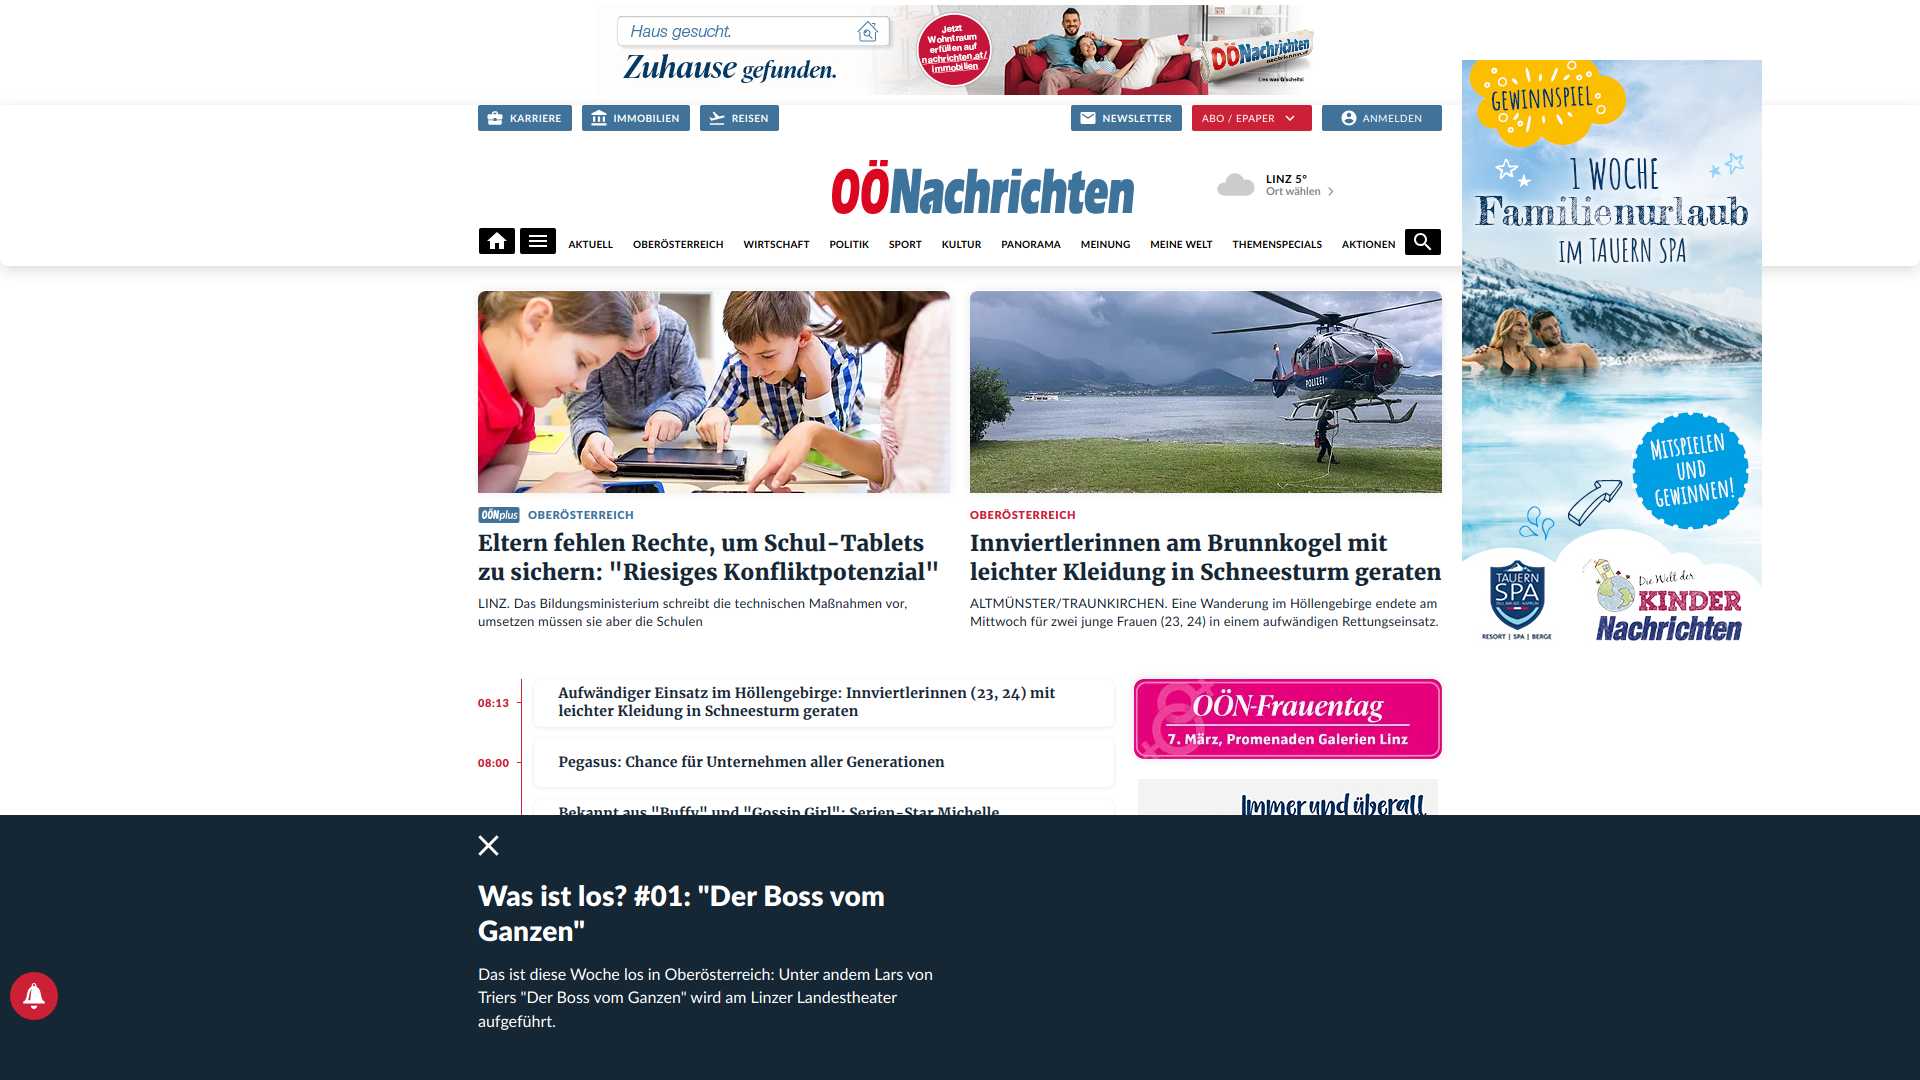 Haus gesucht.
Zuhause gefunden.
Jetzt
Wohntraum
erfüllen auf
nachrichten.at/
immobilien
OÖNachrichten
Lies was G'scheits!
KARRIERE
IMMOBILIEN
REISEN
NEWSLETTER
ABO / EPAPER
ANMELDEN
OÖNachrichten
LINZ 5°
Ort wählen
AKTUELL
OBERÖSTERREICH
WIRTSCHAFT
POLITIK
SPORT
KULTUR
PANORAMA
MEINUNG
MEINE WELT
THEMENSPECIALS
AKTIONEN
GEWINNSPIEL
1 WOCHE
Familienurlaub
IM TAUERN SPA
MITSPIELEN
UND
GEWINNEN!
TAUERN
SPA
RESORT | SPA | BERGE
Die Welt der
KINDER
Nachrichten
POLIZEI
OÖNplus OBERÖSTERREICH
Eltern fehlen Rechte, um Schul-Tablets
zu sichern: "Riesiges Konfliktpotenzial"
LINZ. Das Bildungsministerium schreibt die technischen Maßnahmen vor,
umsetzen müssen sie aber die Schulen
OBERÖSTERREICH
Innviertlerinnen am Brunnkogel mit
leichter Kleidung in Schneesturm geraten
ALTMÜNSTER/TRAUNKIRCHEN. Eine Wanderung im Höllengebirge endete am
Mittwoch für zwei junge Frauen (23, 24) in einem aufwändigen Rettungseinsatz.
08:13
Aufwändiger Einsatz im Höllengebirge: Innviertlerinnen (23, 24) mit
leichter Kleidung in Schneesturm geraten
08:00
Pegasus: Chance für Unternehmen aller Generationen
Bekannt aus "Buffy" und "Gossip Girl": Serien-Star Michelle
OÖN-Frauentag
7. März, Promenaden Galerien Linz
Immer und überall
Was ist los? #01: "Der Boss vom
Ganzen"
Das ist diese Woche los in Oberösterreich: Unter andem Lars von
Triers "Der Boss vom Ganzen" wird am Linzer Landestheater
aufgeführt.